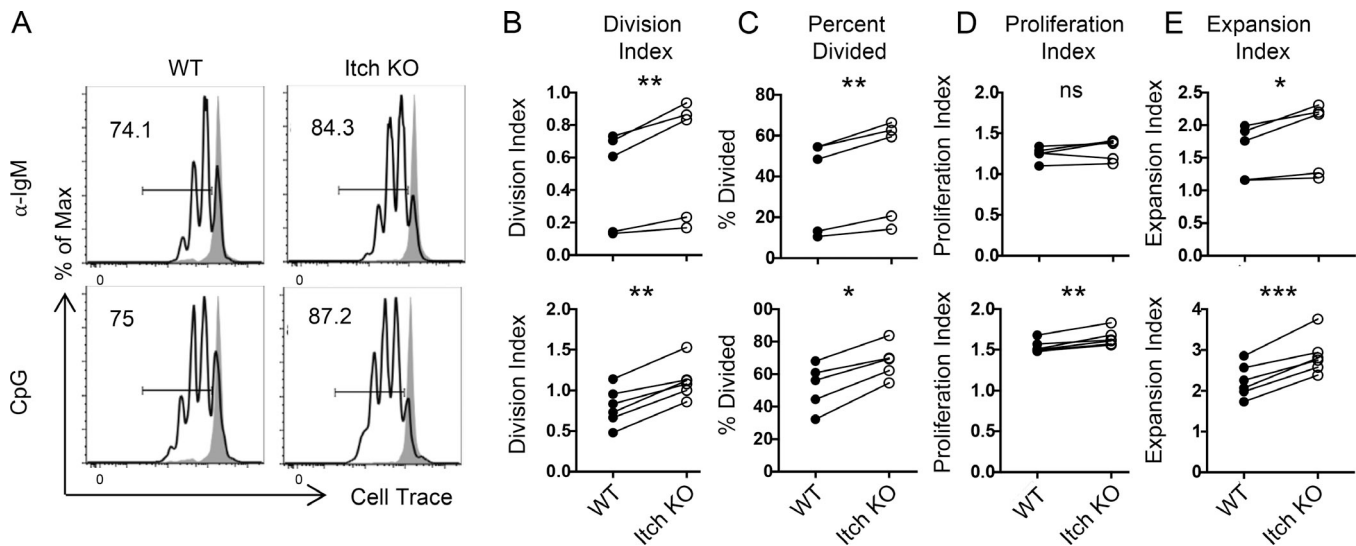 A
WT
Itch KO
α-IgM
74.1
84.3
0
0
% of Max
CpG
75
87.2
0
0
Cell Trace
B
Division
Index
**
Division Index
1.0
0.8
0.6
0.4
0.2
0.0
**
Division Index
2.0
1.5
1.0
0.5
0.0
WT
Itch KO
C
Percent
Divided
**
% Divided
80
60
40
20
0
*
% Divided
00
80
60
40
20
00
WT
Itch KO
D
Proliferation
Index
ns
Proliferation Index
2.0
1.5
1.0
0.5
0.0
**
Proliferation Index
2.0
1.5
1.0
0.5
0.0
WT
Itch KO
E
Expansion
Index
*
Expansion Index
2.5
2.0
1.5
1.0
0.5
0.0
***
Expansion Index
4
3
2
1
0
WT
Itch KO